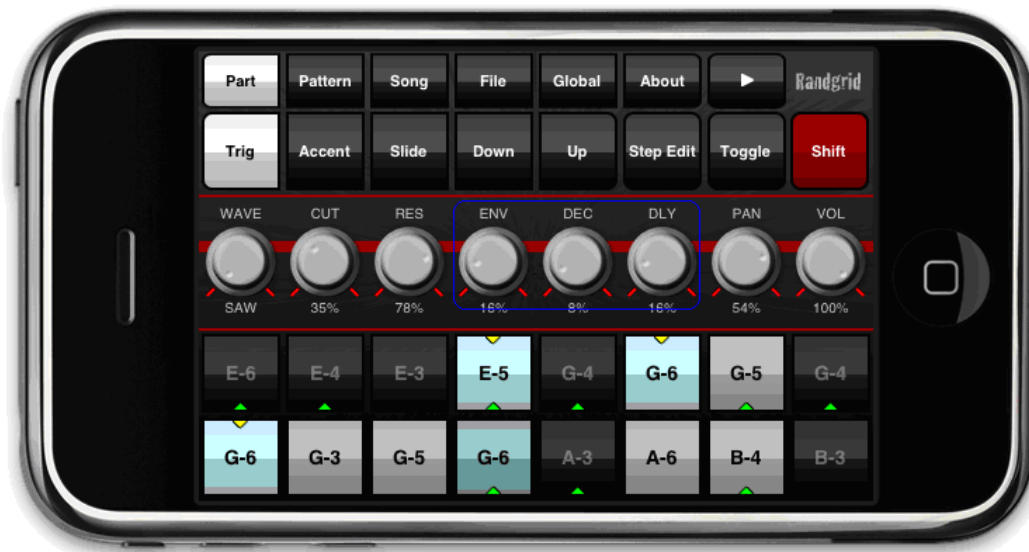 Part Pattern Song File Global About Randgrid
Trig Accent Slide Down Up Step Edit Toggle Shift
WAVE CUT RES ENV DEC DLY PAN VOL
SAW 35% 78% 16% 8% 16% 54% 100%
E-6 E-4 E-3 E-5 G-4 G-6 G-5 G-4
G-6 G-3 G-5 G-6 A-3 A-6 B-4 B-3